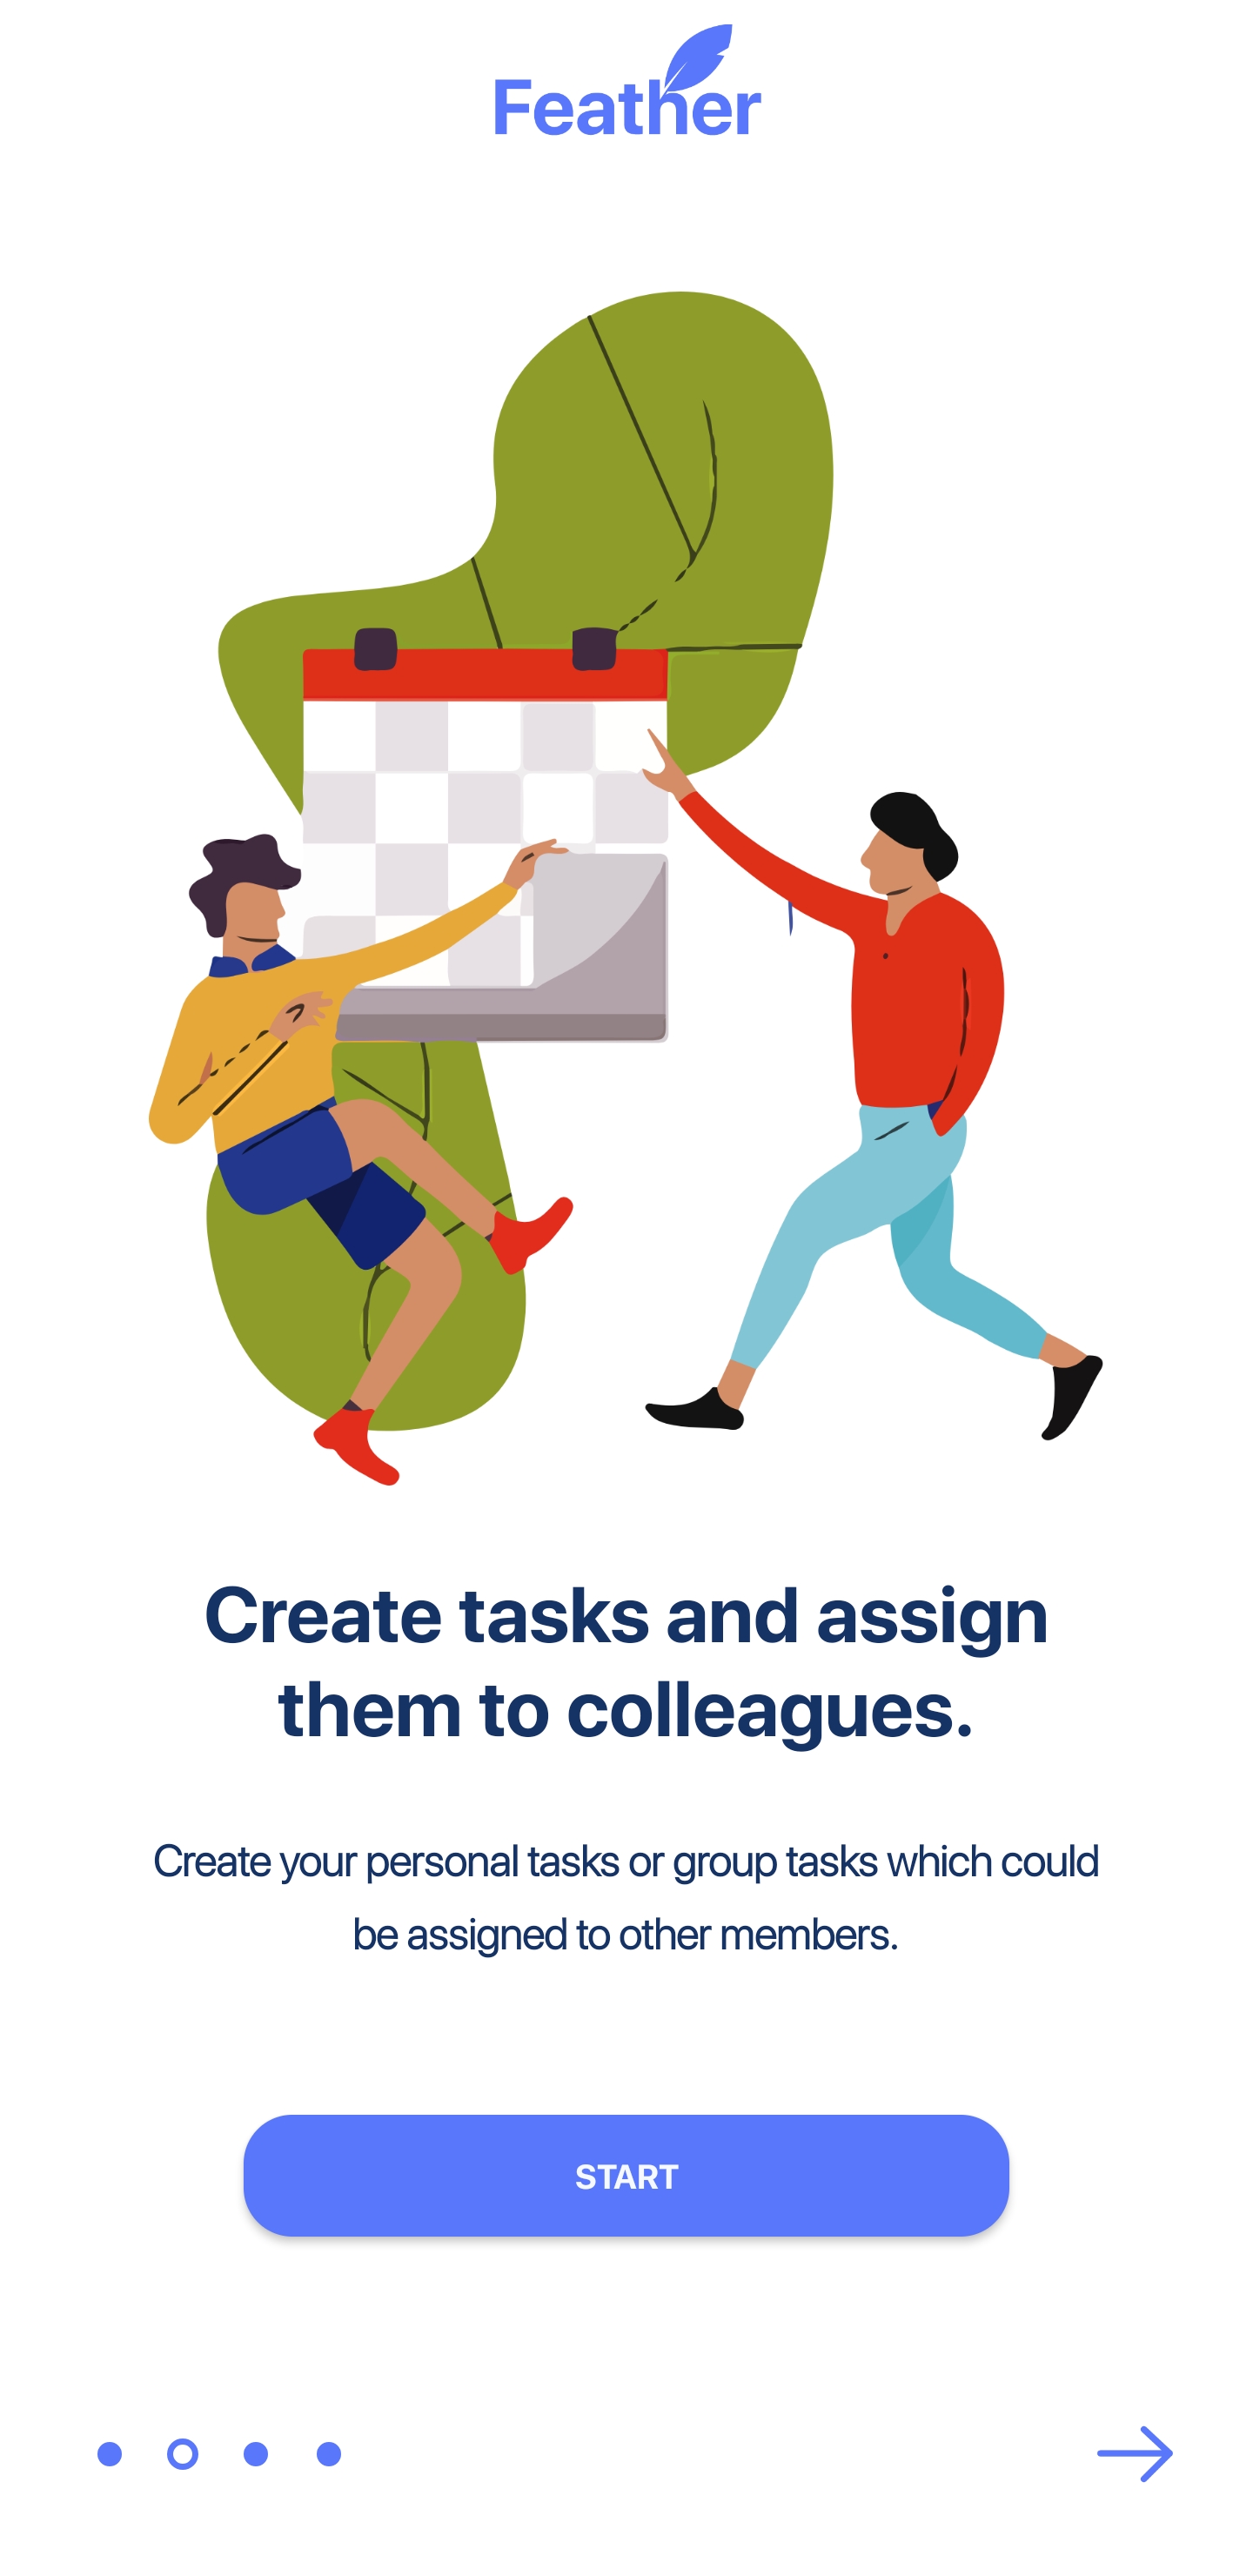 Feather
Create tasks and assign
them to colleagues.
Create your personal tasks or group tasks which could
be assigned to other members.
START